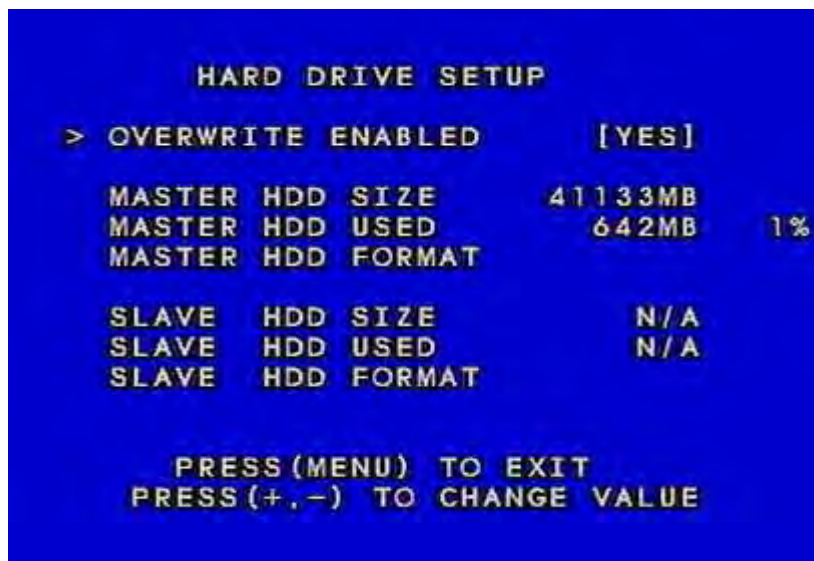 HARD DRIVE SETUP
> OVERWRITE ENABLED [YES]
MASTER HDD SIZE 41133MB
MASTER HDD USED 642MB 1%
MASTER HDD FORMAT
SLAVE HDD SIZE N/A
SLAVE HDD USED N/A
SLAVE HDD FORMAT
PRESS(MENU) TO EXIT
PRESS(+,-) TO CHANGE VALUE